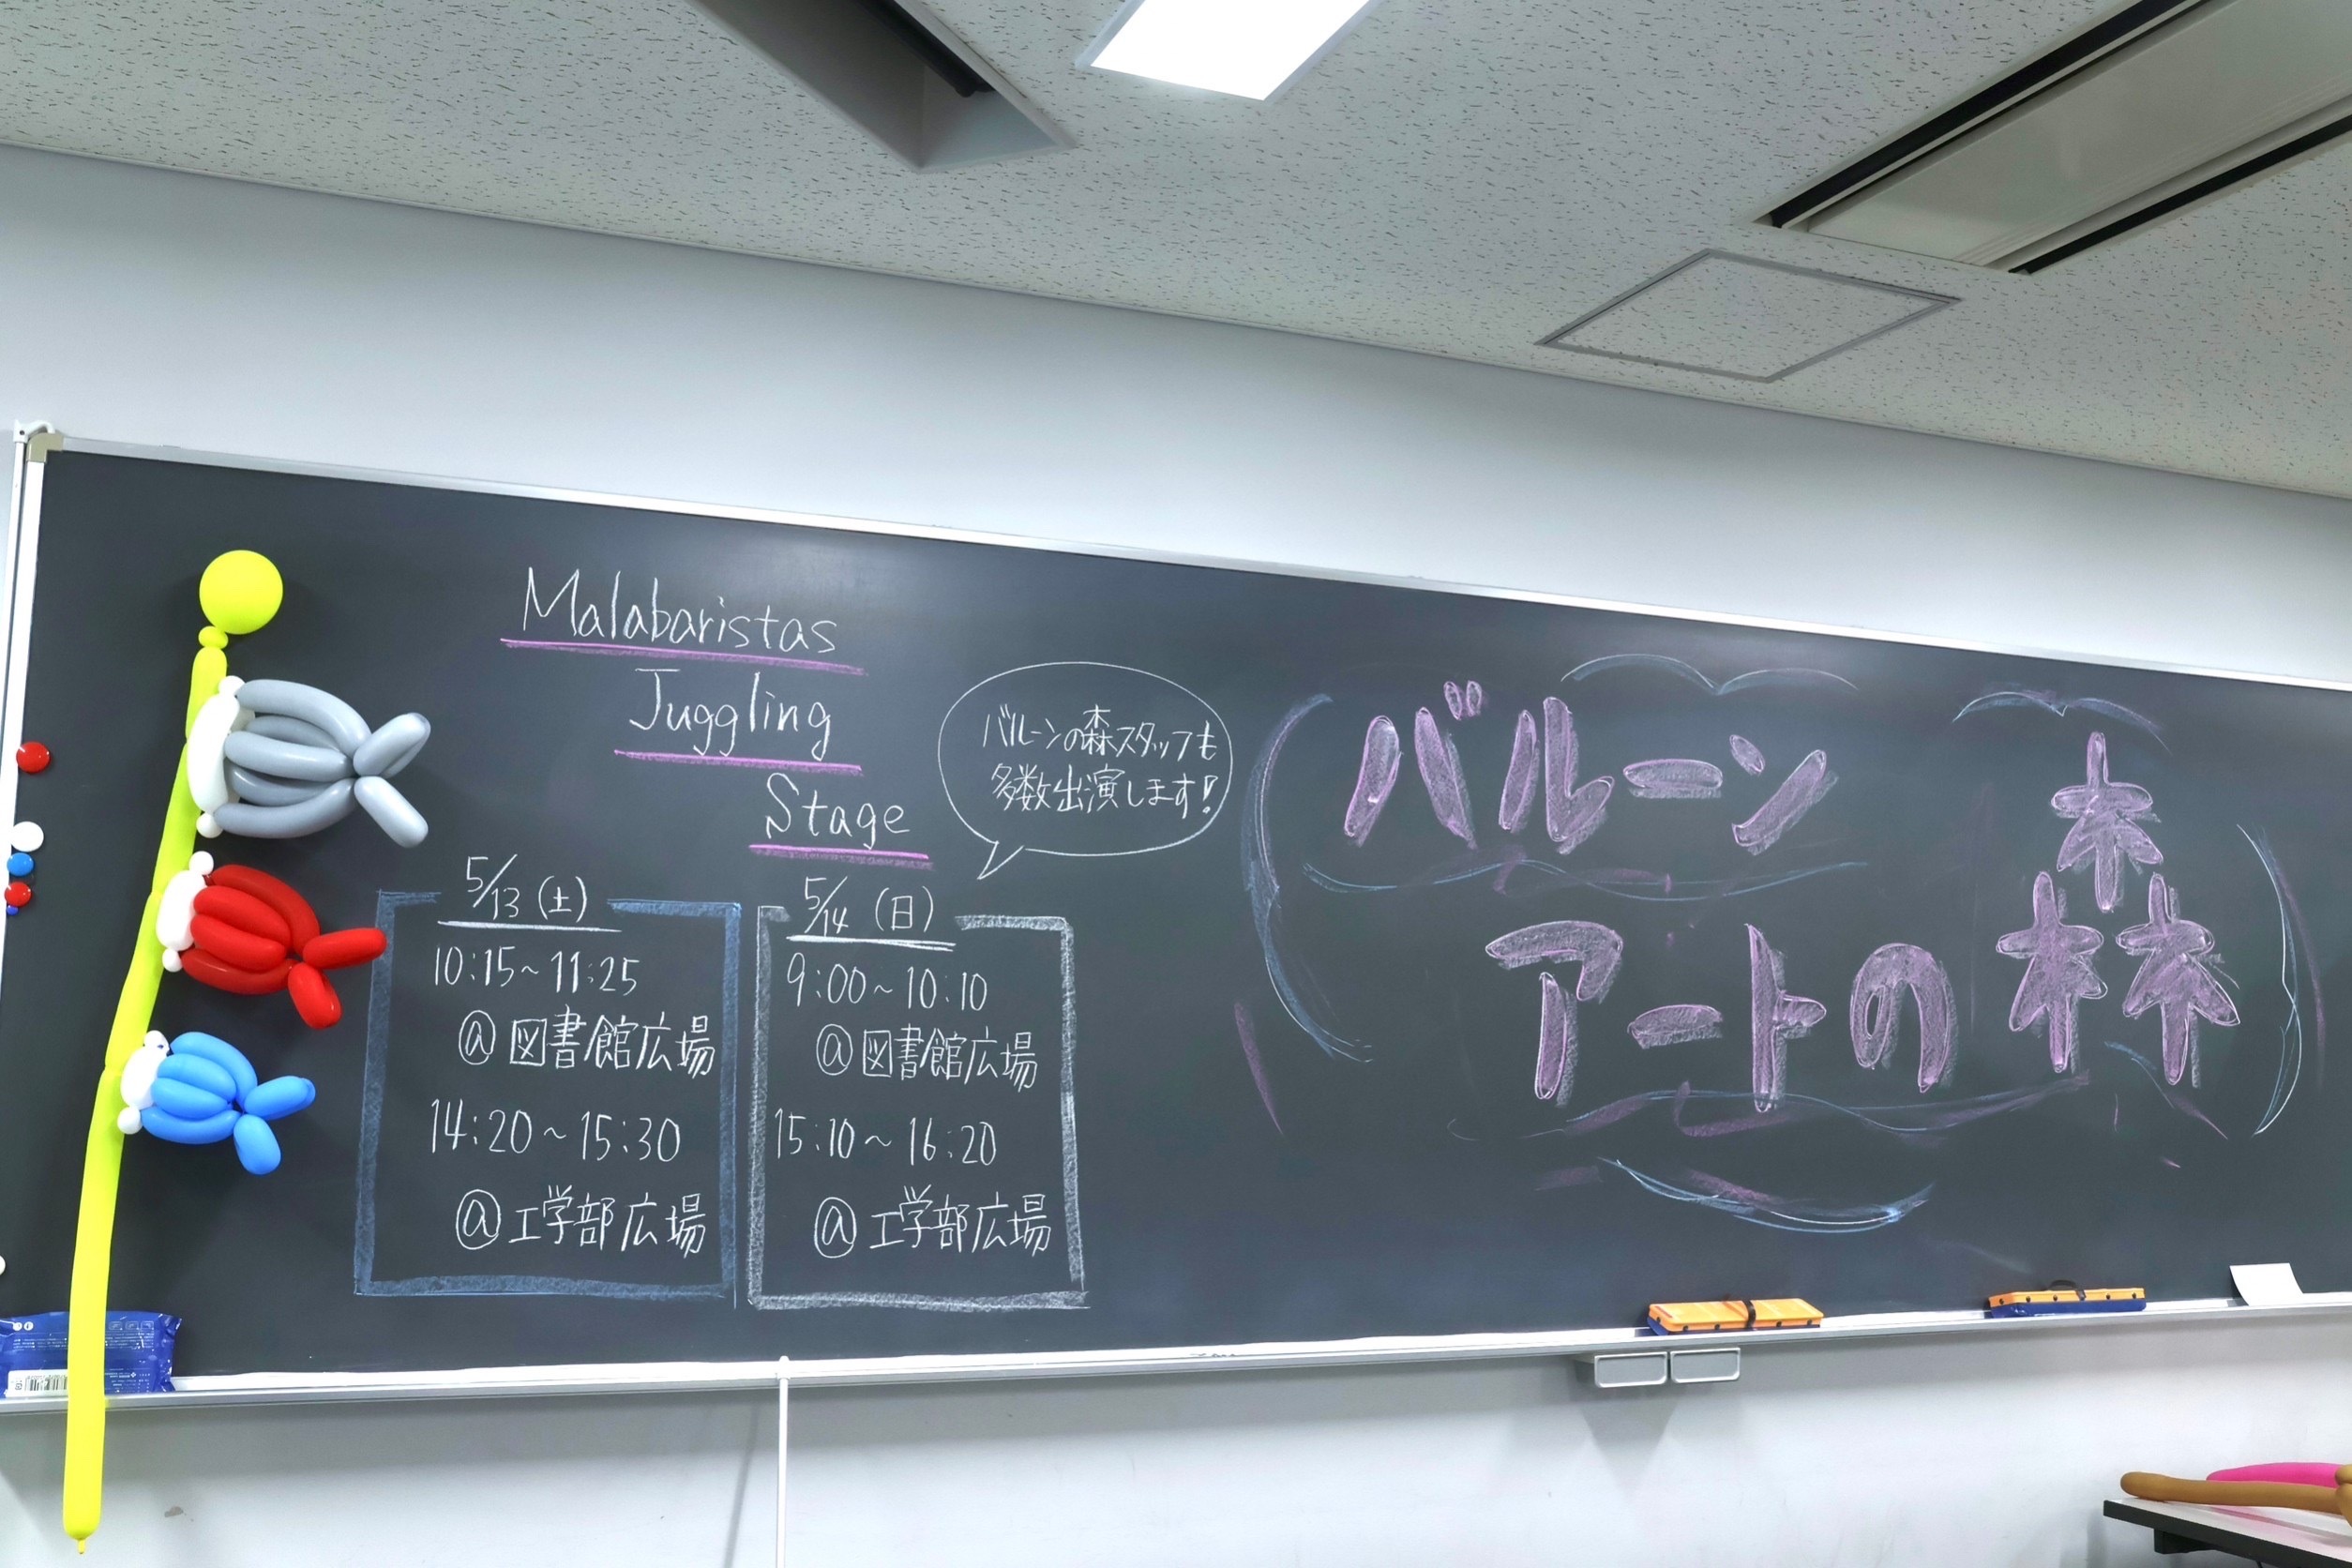 Malabaristas
Juggling
Stage
バルーンの森スタッフも
多数出演します!
5/13(土)
10:15~11:25
@図書館広場
14:20~15:30
@工学部広場
5/14(日)
9:00~10:10
@図書館広場
15:10~16:20
@工学部広場
バルーン
アートの森